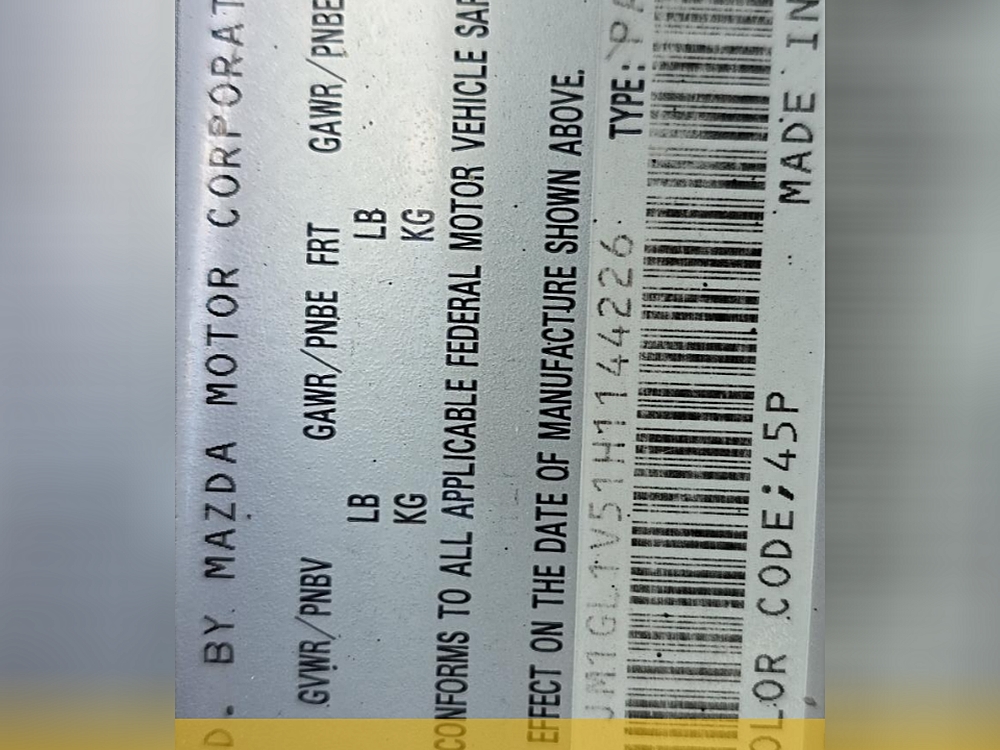 D. BY MAZDA MOTOR CORPORAT
GVWR/PNBV GAWR/PNBE FRT GAWR/PNBE
LB LB
KG KG
CONFORMS TO ALL APPLICABLE FEDERAL MOTOR VEHICLE SAF
EFFECT ON THE DATE OF MANUFACTURE SHOWN ABOVE.
JM1GL1V51H1144226 TYPE:PA
OLOR CODE:45P MADE IN